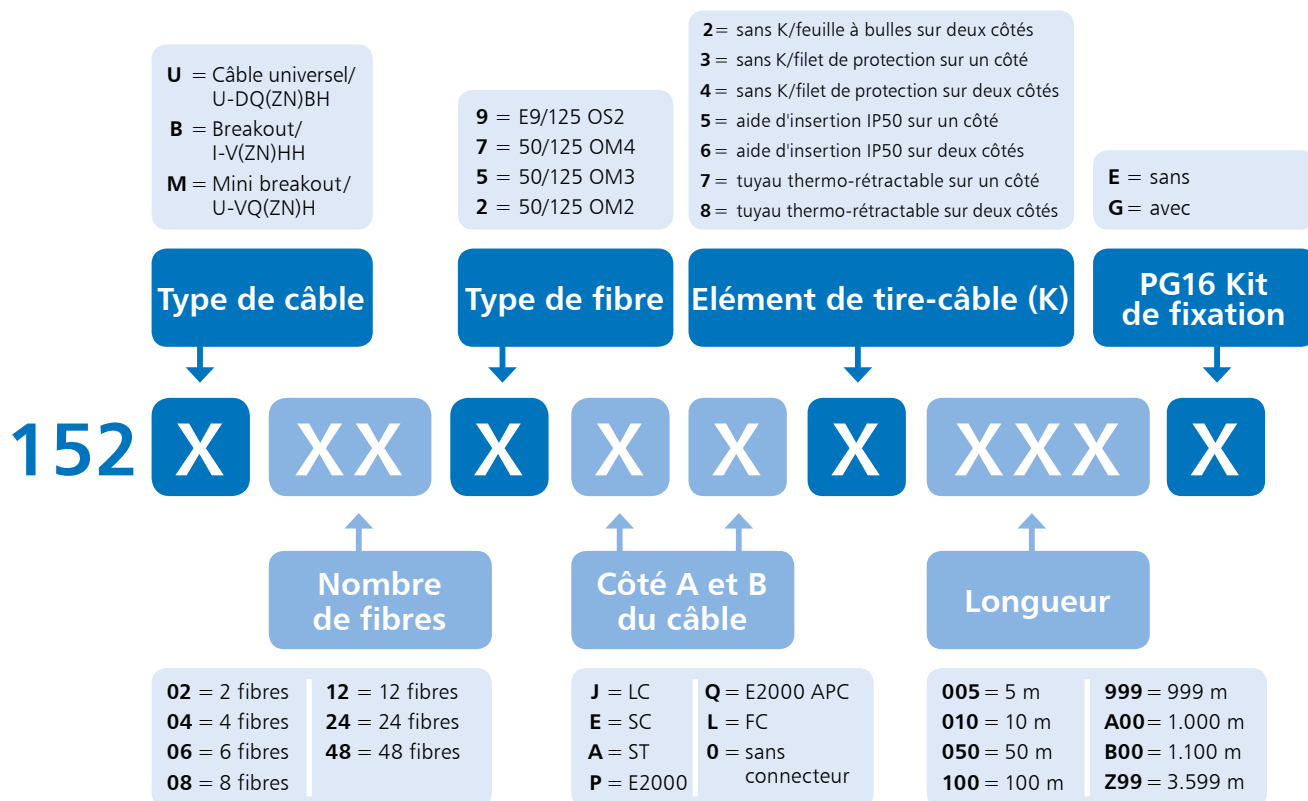 U = Câble universel/
U-DQ(ZN)BH
B = Breakout/
I-V(ZN)HH
M = Mini breakout/
U-VQ(ZN)H
9 = E9/125 OS2
7 = 50/125 OM4
5 = 50/125 OM3
2 = 50/125 OM2
2 = sans K/feuille à bulles sur deux côtés
3 = sans K/filet de protection sur un côté
4 = sans K/filet de protection sur deux côtés
5 = aide d'insertion IP50 sur un côté
6 = aide d'insertion IP50 sur deux côtés
7 = tuyau thermo-rétractable sur un côté
8 = tuyau thermo-rétractable sur deux côtés
E = sans
G = avec
Type de câble
Type de fibre
Elément de tire-câble (K)
PG16 Kit
de fixation
152 X XX X X X X XXX X
Nombre
de fibres
Côté A et B
du câble
Longueur
02 = 2 fibres
04 = 4 fibres
06 = 6 fibres
08 = 8 fibres
12 = 12 fibres
24 = 24 fibres
48 = 48 fibres
J = LC
E = SC
A = ST
P = E2000
Q = E2000 APC
L = FC
0 = sans
connecteur
005 = 5 m
010 = 10 m
050 = 50 m
100 = 100 m
999 = 999 m
A00 = 1.000 m
B00 = 1.100 m
Z99 = 3.599 m